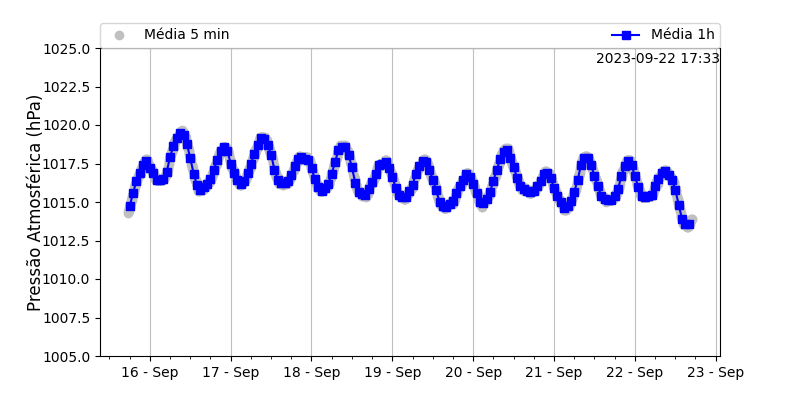 Média 5 min
Média 1h
2023-09-22 17:33
Pressão Atmosférica (hPa)
1025.0
1022.5
1020.0
1017.5
1015.0
1012.5
1010.0
1007.5
1005.0
16 - Sep
17 - Sep
18 - Sep
19 - Sep
20 - Sep
21 - Sep
22 - Sep
23 - Sep